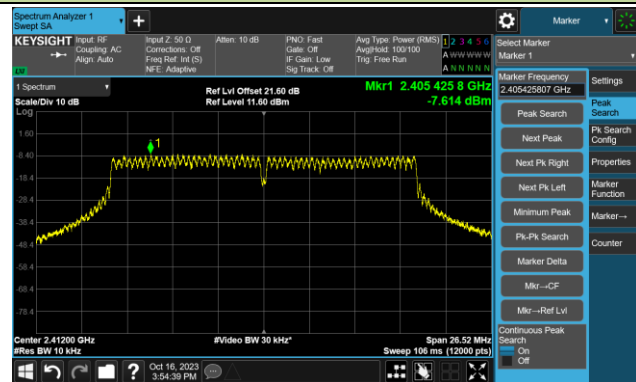 Spectrum Analyzer 1
Swept SA
Marker
KEYSIGHT
Input: RF
Coupling: AC
Align: Auto
Input Z: 50 Ω
Corrections: Off
Freq Ref: Int (S)
NFE: Adaptive
Atten: 10 dB
PNO: Fast
Gate: Off
IF Gain: Low
Sig Track: Off
Avg Type: Power (RMS)
Avg|Hold: 100/100
Trig: Free Run
1 2 3 4 5 6
A W W W W W
A N N N N N
LW
Select Marker
Marker 1
1 Spectrum
Scale/Div 10 dB
Log
Ref Lvl Offset 21.60 dB
Ref Level 11.60 dBm
Mkr1 2.405 425 8 GHz
-7.614 dBm
1.60
-8.40
-18.4
-28.4
-38.4
-48.4
-58.4
-68.4
-78.4
1
Center 2.41200 GHz
#Res BW 10 kHz
#Video BW 30 kHz*
Span 26.52 MHz
Sweep 106 ms (12000 pts)
Marker Frequency
2.405425807 GHz
Peak Search
Next Peak
Next Pk Right
Next Pk Left
Minimum Peak
Pk-Pk Search
Marker Delta
Mkr→CF
Mkr→Ref Lvl
Continuous Peak
Search
On
Off
Settings
Peak
Search
Pk Search
Config
Properties
Marker
Function
Marker→
Counter
?
Oct 16, 2023
3:54:39 PM